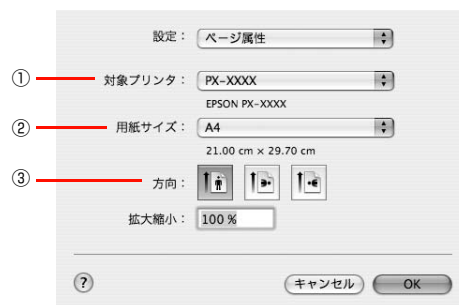 設定： ページ属性
① 対象プリンタ： PX-XXXX
EPSON PX-XXXX
② 用紙サイズ： A4
21.00 cm × 29.70 cm
③ 方向：
拡大縮小： 100 %
? キャンセル OK